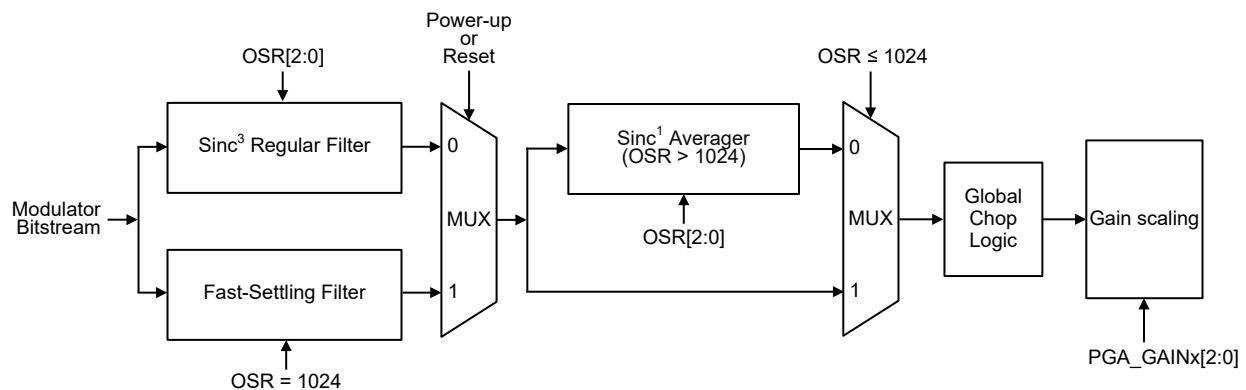 Power-up
or
Reset
OSR[2:0]
OSR ≤ 1024
Sinc³ Regular Filter
0
Sinc¹ Averager
(OSR > 1024)
0
Modulator
Bitstream
MUX
OSR[2:0]
MUX
Global
Chop
Logic
Gain scaling
Fast-Settling Filter
1
1
OSR = 1024
PGA_GAINx[2:0]